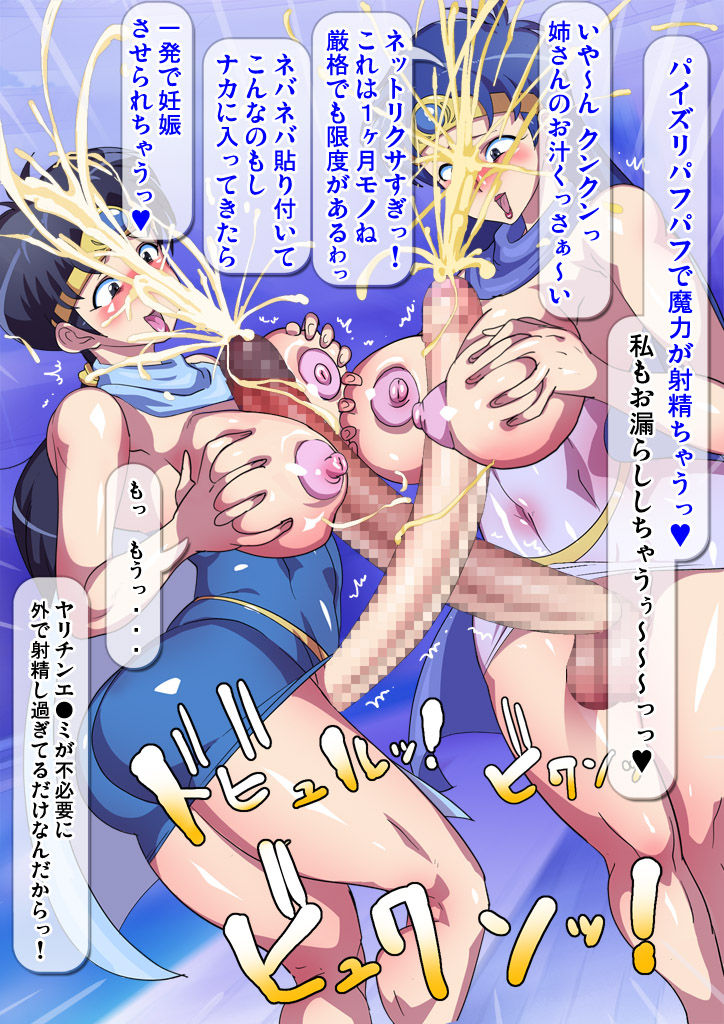 パイズリパフパフで魔力が射精ちゃうっ♥
私もお漏らししちゃうぅ～～～っっ♥
いや～ん クンクンっ
姉さんのお汁くっさぁ～い
ネットリクサすぎっ！
これは１ヶ月モノね
厳格でも限度があるわっ
ネバネバ貼り付いて
こんなのもし
ナカに入ってきたら
一発で妊娠
させられちゃうっ♥
もっ もうっ・・・
ヤリチンエ●ミが不必要に
外で射精し過ぎてるだけなんだからっ！
ドビュルッ！
ビクンッ
ビュクンッ！